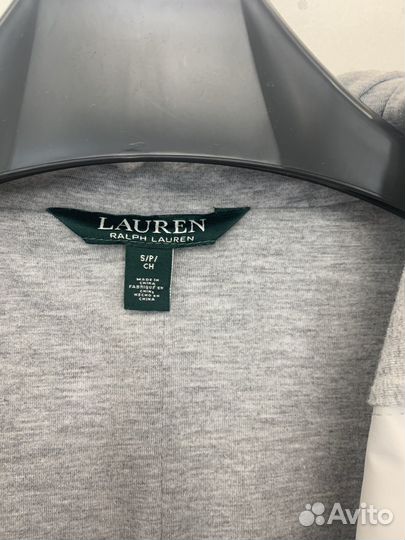 LAUREN
RALPH LAUREN
S/P/
CH
MADE IN
CHINA
FABRIQUÉ EN
CHINE
HECHO EN
CHINA
Avito